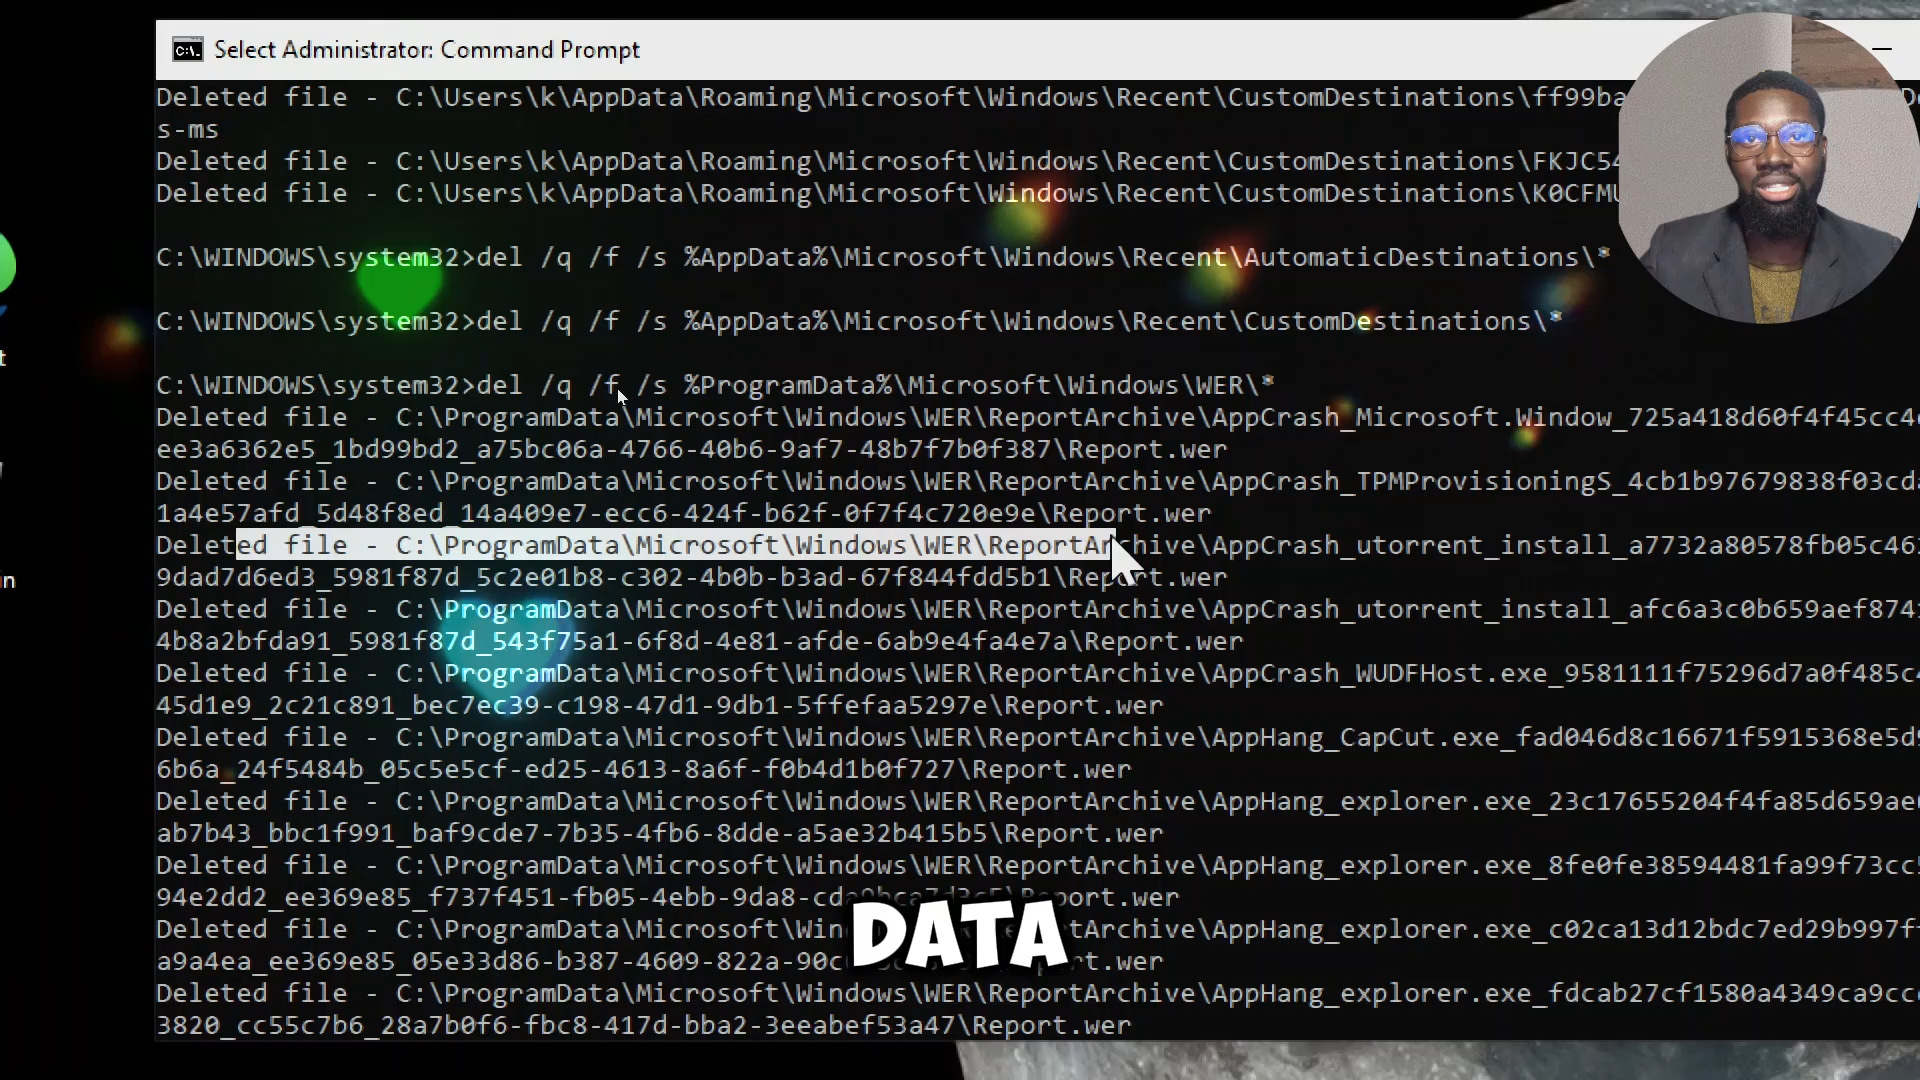 Select Administrator: Command Prompt
Deleted file - C:\Users\k\AppData\Roaming\Microsoft\Windows\Recent\CustomDestinations\ff99ba
s-ms
Deleted file - C:\Users\k\AppData\Roaming\Microsoft\Windows\Recent\CustomDestinations\FKJC54
Deleted file - C:\Users\k\AppData\Roaming\Microsoft\Windows\Recent\CustomDestinations\K0CFMU
C:\WINDOWS\system32>del /q /f /s %AppData%\Microsoft\Windows\Recent\AutomaticDestinations\*
C:\WINDOWS\system32>del /q /f /s %AppData%\Microsoft\Windows\Recent\CustomDestinations\*
C:\WINDOWS\system32>del /q /f /s %ProgramData%\Microsoft\Windows\WER\*
Deleted file - C:\ProgramData\Microsoft\Windows\WER\ReportArchive\AppCrash_Microsoft.Window_725a418d60f4f45cc4
ee3a6362e5_1bd99bd2_a75bc06a-4766-40b6-9af7-48b7f7b0f387\Report.wer
Deleted file - C:\ProgramData\Microsoft\Windows\WER\ReportArchive\AppCrash_TPMProvisioningS_4cb1b97679838f03cd
1a4e57afd_5d48f8ed_14a409e7-ecc6-424f-b62f-0f7f4c720e9e\Report.wer
Deleted file - C:\ProgramData\Microsoft\Windows\WER\ReportArchive\AppCrash_utorrent_install_a7732a80578fb05c46
9dad7d6ed3_5981f87d_5c2e01b8-c302-4b0b-b3ad-67f844fdd5b1\Report.wer
Deleted file - C:\ProgramData\Microsoft\Windows\WER\ReportArchive\AppCrash_utorrent_install_afc6a3c0b659aef874
4b8a2bfda91_5981f87d_543f75a1-6f8d-4e81-afde-6ab9e4fa4e7a\Report.wer
Deleted file - C:\ProgramData\Microsoft\Windows\WER\ReportArchive\AppCrash_WUDFHost.exe_9581111f75296d7a0f485c
45d1e9_2c21c891_bec7ec39-c198-47d1-9db1-5ffefaa5297e\Report.wer
Deleted file - C:\ProgramData\Microsoft\Windows\WER\ReportArchive\AppHang_CapCut.exe_fad046d8c16671f5915368e5d
6b6a_24f5484b_05c5e5cf-ed25-4613-8a6f-f0b4d1b0f727\Report.wer
Deleted file - C:\ProgramData\Microsoft\Windows\WER\ReportArchive\AppHang_explorer.exe_23c17655204f4fa85d659ae
ab7b43_bbc1f991_baf9cde7-7b35-4fb6-8dde-a5ae32b415b5\Report.wer
Deleted file - C:\ProgramData\Microsoft\Windows\WER\ReportArchive\AppHang_explorer.exe_8fe0fe38594481fa99f73cc
94e2dd2_ee369e85_f737f451-fb05-4ebb-9da8-
Deleted file - C:\ProgramData\Microsoft\Win
Archive\AppHang_explorer.exe_c02ca13d12bdc7ed29b997f
a9a4ea_ee369e85_05e33d86-b387-4609-822a-90c
DATA
Deleted file - C:\ProgramData\Microsoft\Windows\WER\ReportArchive\AppHang_explorer.exe_fdcab27cf1580a4349ca9cc
3820_cc55c7b6_28a7b0f6-fbc8-417d-bba2-3eeabef53a47\Report.wer